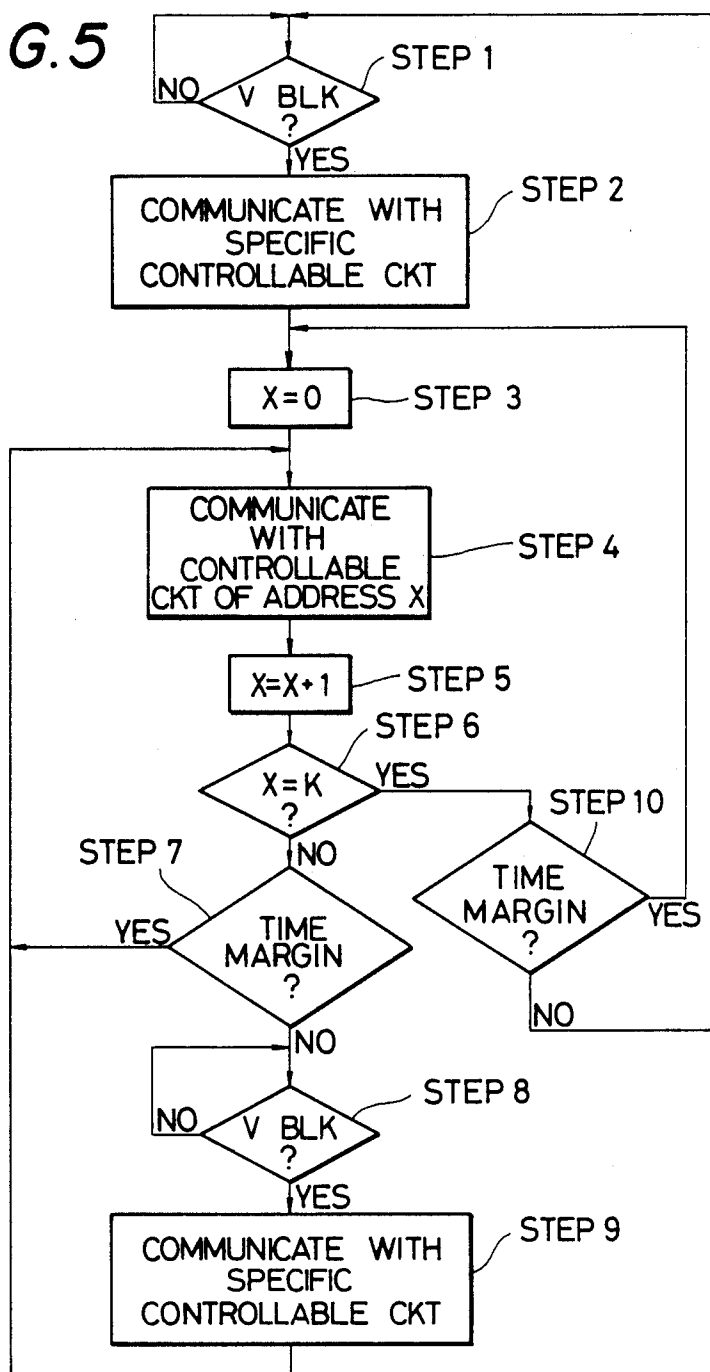 G.5
STEP 1
NO
V BLK
?
YES
STEP 2
COMMUNICATE WITH
SPECIFIC
CONTROLLABLE CKT
X=0
STEP 3
COMMUNICATE
WITH
CONTROLLABLE
CKT OF ADDRESS X
STEP 4
X=X+1
STEP 5
STEP 6
X=K
?
YES
NO
STEP 10
TIME
MARGIN
?
YES
NO
STEP 7
YES
TIME
MARGIN
?
NO
STEP 8
NO
V BLK
?
YES
STEP 9
COMMUNICATE WITH
SPECIFIC
CONTROLLABLE CKT